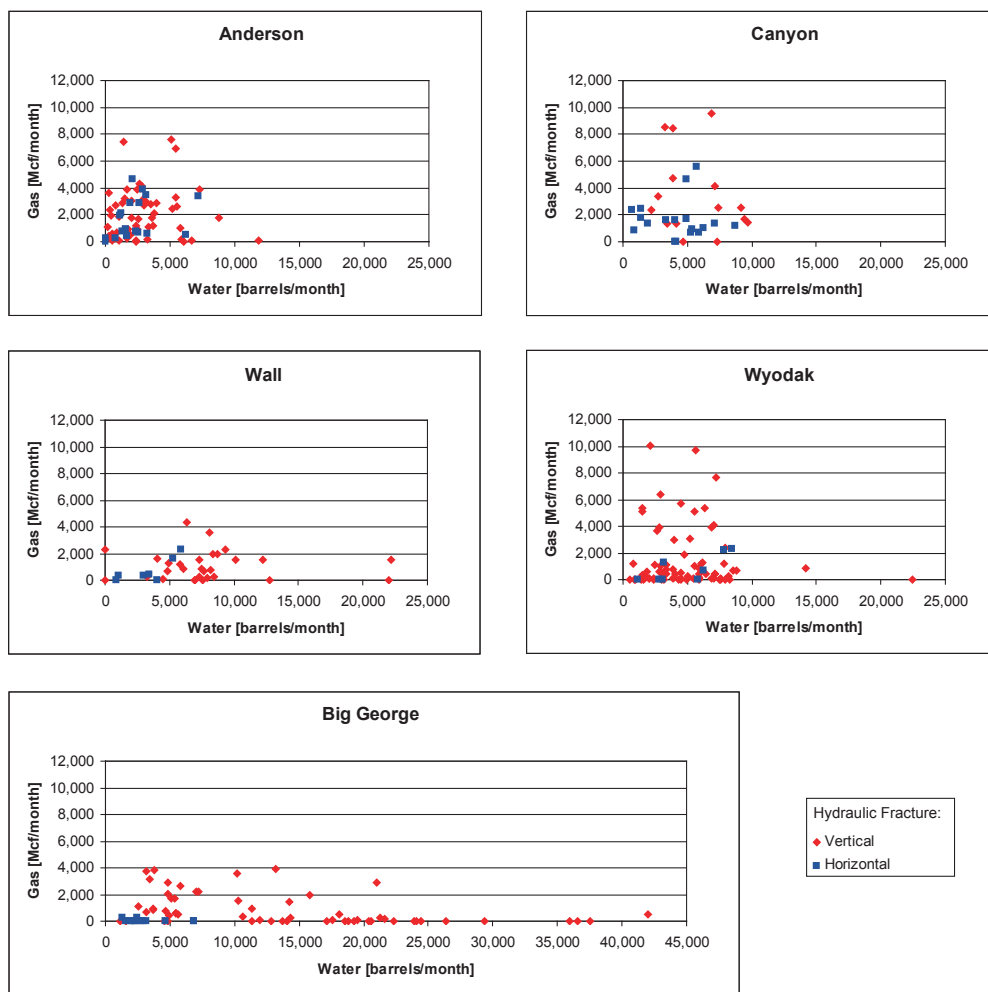 Anderson
Gas [Mcf/month]
12,000
10,000
8,000
6,000
4,000
2,000
0
0 5,000 10,000 15,000 20,000 25,000
Water [barrels/month]
Canyon
Gas [Mcf/month]
12,000
10,000
8,000
6,000
4,000
2,000
0
0 5,000 10,000 15,000 20,000 25,000
Water [barrels/month]
Wall
Gas [Mcf/month]
12,000
10,000
8,000
6,000
4,000
2,000
0
0 5,000 10,000 15,000 20,000 25,000
Water [barrels/month]
Wyodak
Gas [Mcf/month]
12,000
10,000
8,000
6,000
4,000
2,000
0
0 5,000 10,000 15,000 20,000 25,000
Water [barrels/month]
Big George
Gas [Mcf/month]
12,000
10,000
8,000
6,000
4,000
2,000
0
0 5,000 10,000 15,000 20,000 25,000 30,000 35,000 40,000 45,000
Water [barrels/month]
Hydraulic Fracture:
Vertical
Horizontal